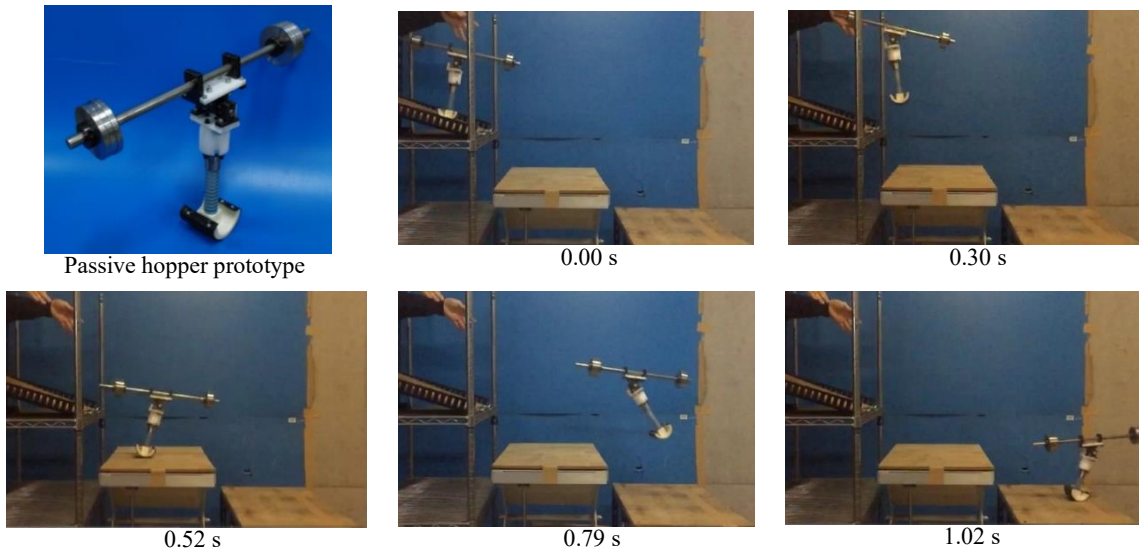 Passive hopper prototype
0.00 s
0.30 s
0.52 s
0.79 s
1.02 s